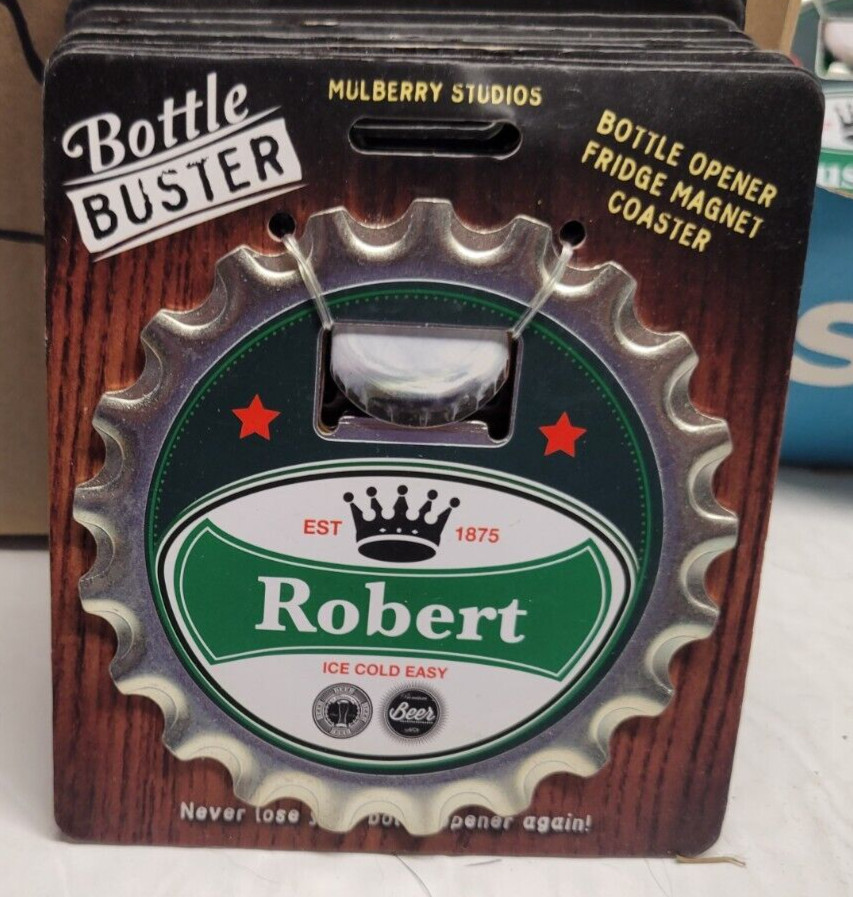 Bottle
BUSTER
MULBERRY STUDIOS
BOTTLE OPENER
FRIDGE MAGNET
COASTER
EST 1875
Robert
ICE COLD EASY
BEER
Beer
Never lose again!